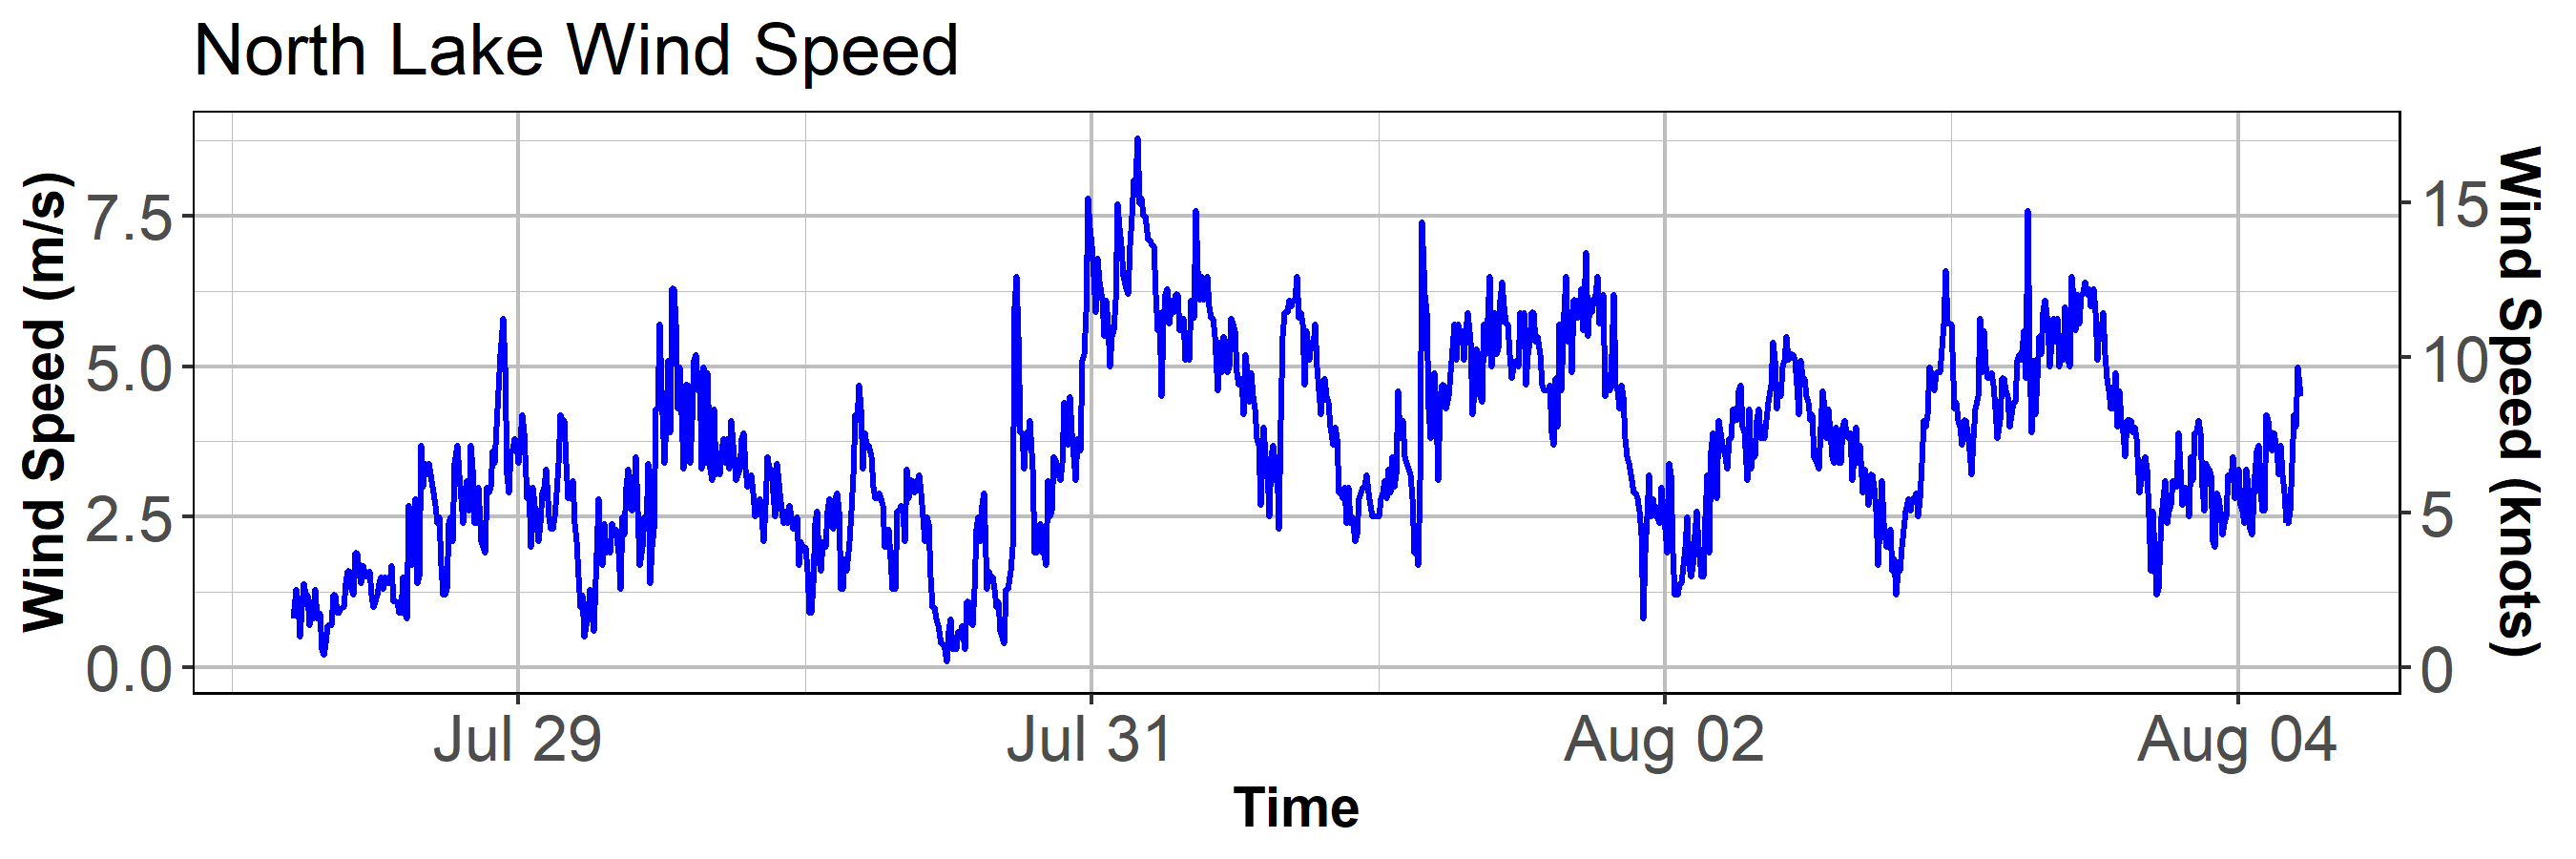 North Lake Wind Speed
Wind Speed (m/s)
7.5
5.0
2.5
0.0
15
10
5
0
Wind Speed (knots)
Jul 29
Jul 31
Aug 02
Aug 04
Time